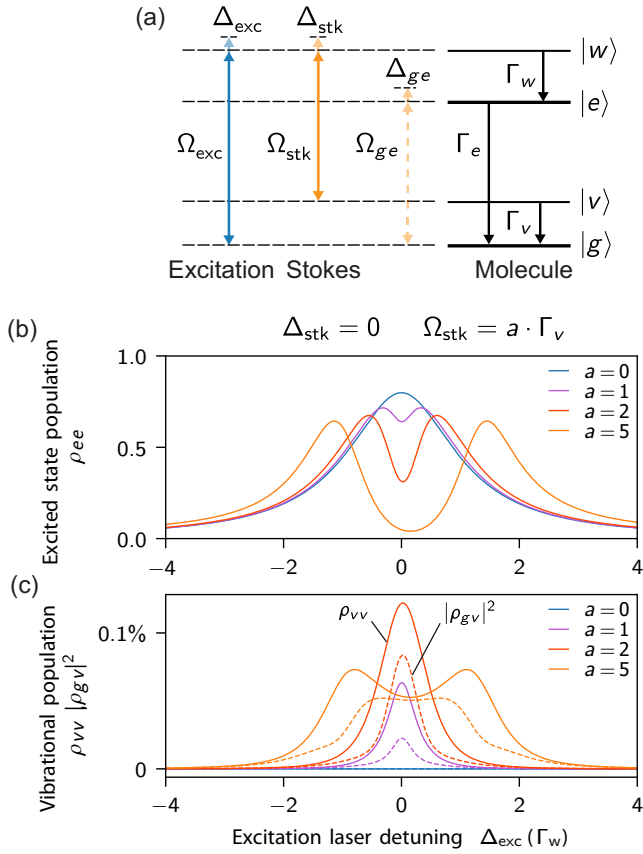 (a)
Δexc Δstk
Δge
Ωexc Ωstk Ωge
Γw Γe Γv
|w⟩
|e⟩
|v⟩
|g⟩
Excitation Stokes Molecule
(b)
Δstk = 0 Ωstk = a · Γv
Excited state population
ρee
1.0
0.5
0.0
a = 0
a = 1
a = 2
a = 5
−4 −2 0 2 4
(c)
Vibrational population
ρvv |ρgv|²
0.1%
0
ρvv |ρgv|²
a = 0
a = 1
a = 2
a = 5
−4 −2 0 2 4
Excitation laser detuning Δexc (Γw)